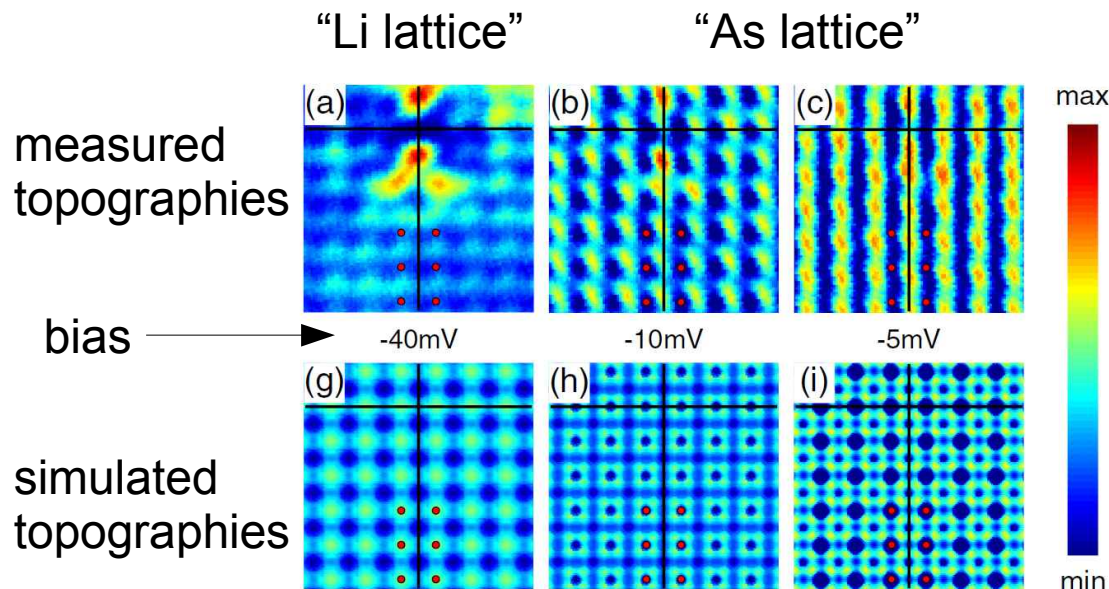 “Li lattice” “As lattice”
(a) (b) (c) max
measured
topographies
bias -40mV -10mV -5mV
(g) (h) (i)
simulated
topographies
min